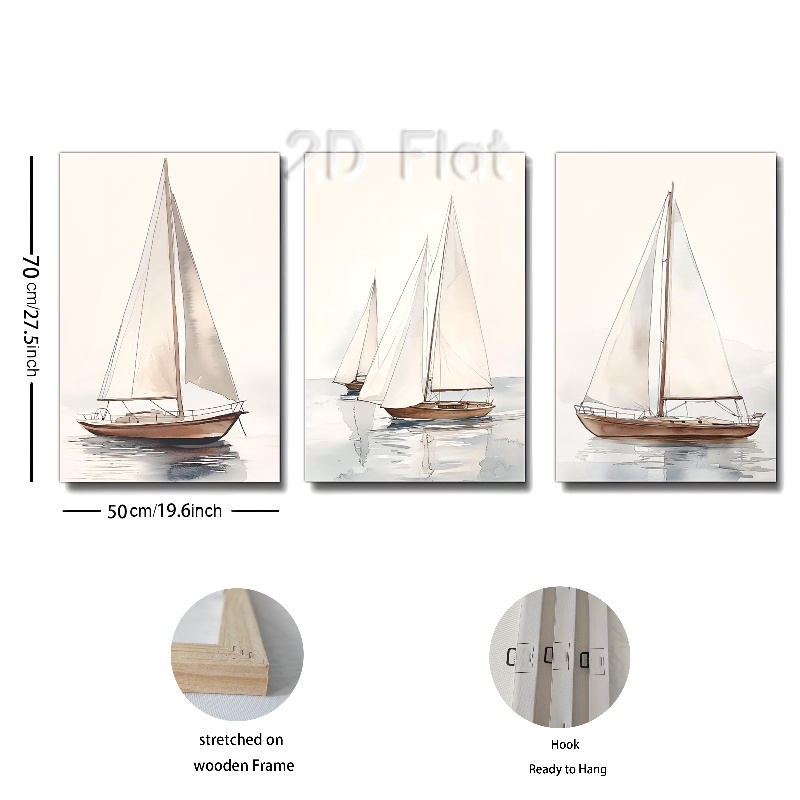 2D Flat
70 cm/27.5inch
50cm/19.6inch
stretched on
wooden Frame
Hook
Ready to Hang